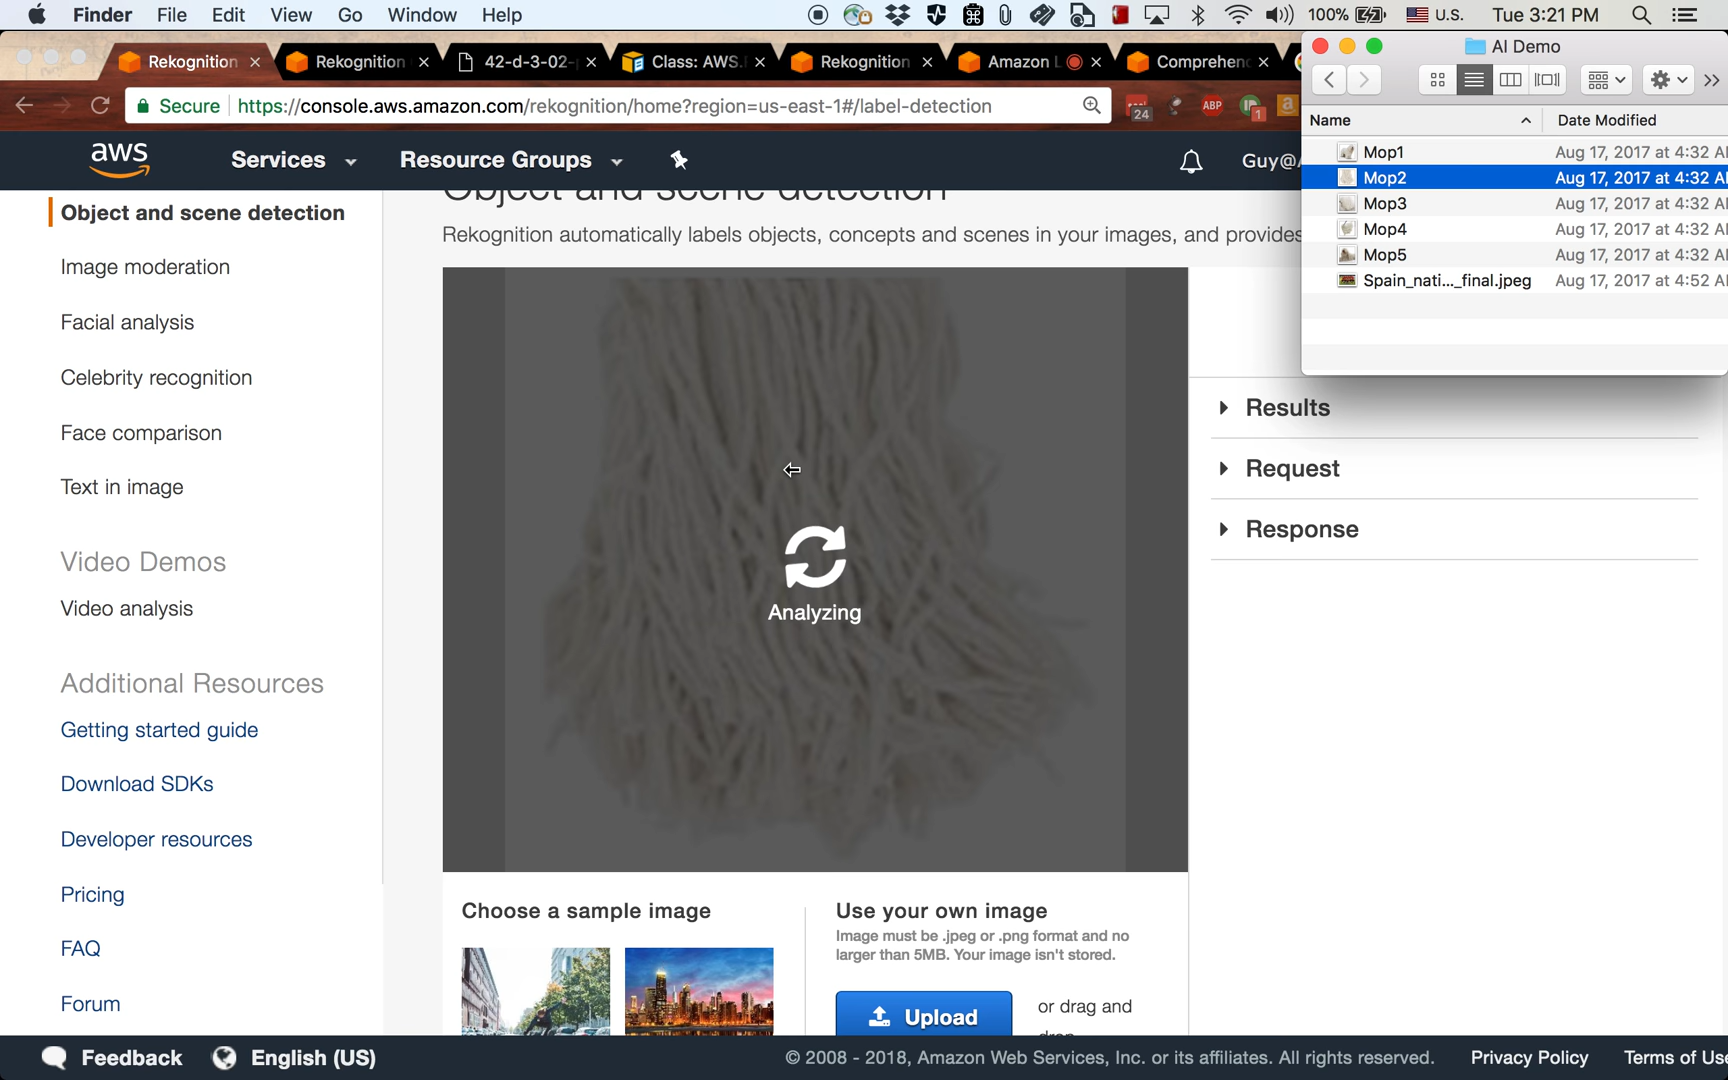 Finder File Edit View Go Window Help 100% U.S. Tue 3:21 PM
Rekognition Rekognition 42-d-3-02- Class: AWS. Rekognition Amazon L Comprehen
Secure https://console.aws.amazon.com/rekognition/home?region=us-east-1#/label-detection
24 ABP 1
aws Services Resource Groups Guy@
AI Demo
Name Date Modified
Mop1 Aug 17, 2017 at 4:32 A
Mop2 Aug 17, 2017 at 4:32 A
Mop3 Aug 17, 2017 at 4:32 A
Mop4 Aug 17, 2017 at 4:32 A
Mop5 Aug 17, 2017 at 4:32 A
Spain_nati..._final.jpeg Aug 17, 2017 at 4:52 A
Object and scene detection
Image moderation
Facial analysis
Celebrity recognition
Face comparison
Text in image
Video Demos
Video analysis
Additional Resources
Getting started guide
Download SDKs
Developer resources
Pricing
FAQ
Forum
Object and scene detection
Rekognition automatically labels objects, concepts and scenes in your images, and provides
Analyzing
Results
Request
Response
Choose a sample image
Use your own image
Image must be .jpeg or .png format and no
larger than 5MB. Your image isn't stored.
Upload
or drag and
drop
Feedback English (US) © 2008 - 2018, Amazon Web Services, Inc. or its affiliates. All rights reserved. Privacy Policy Terms of Us